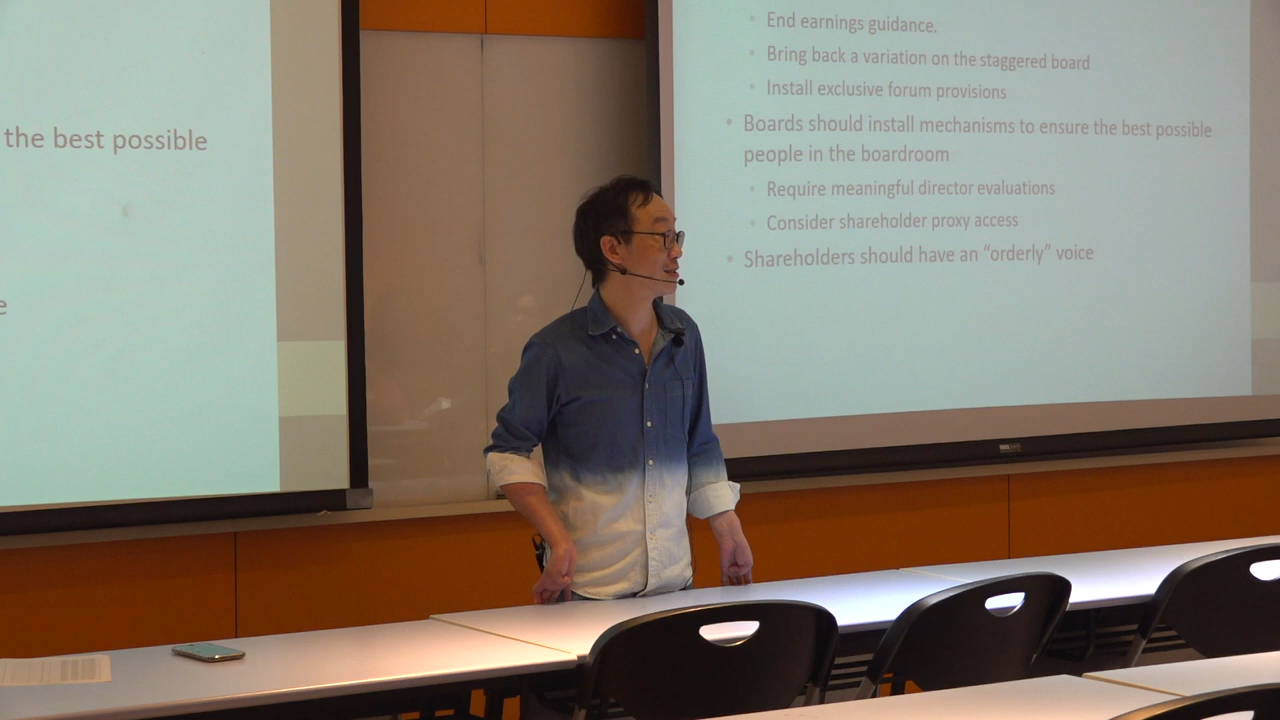 the best possible
e
End earnings guidance.
Bring back a variation on the staggered board
Install exclusive forum provisions
Boards should install mechanisms to ensure the best possible
people in the boardroom
Require meaningful director evaluations
Consider shareholder proxy access
Shareholders should have an “orderly” voice